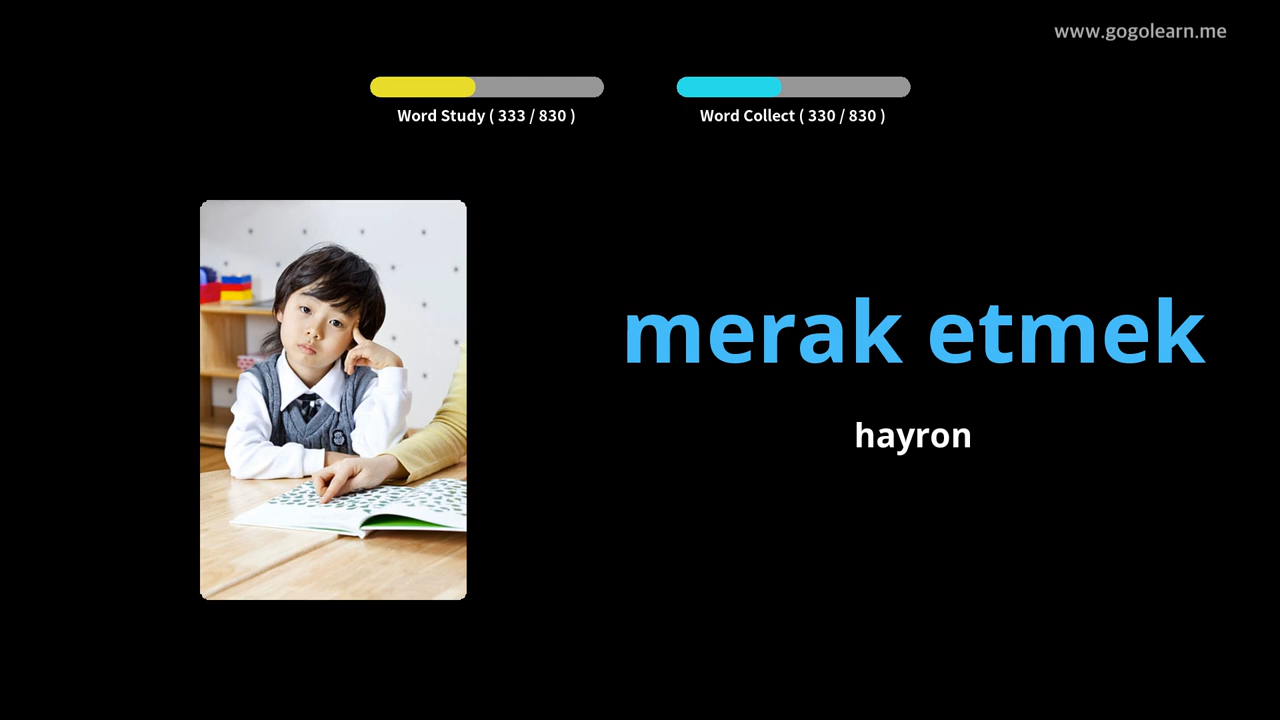 www.gogolearn.me
Word Study ( 333 / 830 )
Word Collect ( 330 / 830 )
merak etmek
hayron